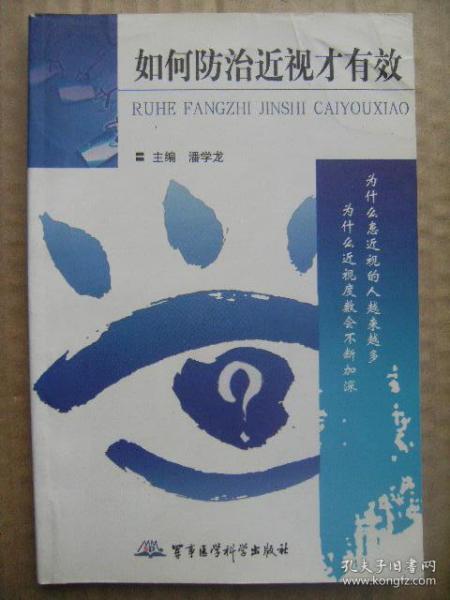 如何防治近视才有效
RUHE FANGZHI JINSHI CAIYOUXIAO
主编 潘学龙
为什么患近视的人越来越多
为什么近视度数会不断加深
?
军事医学科学出版社
孔夫子旧书网
kongfz.com